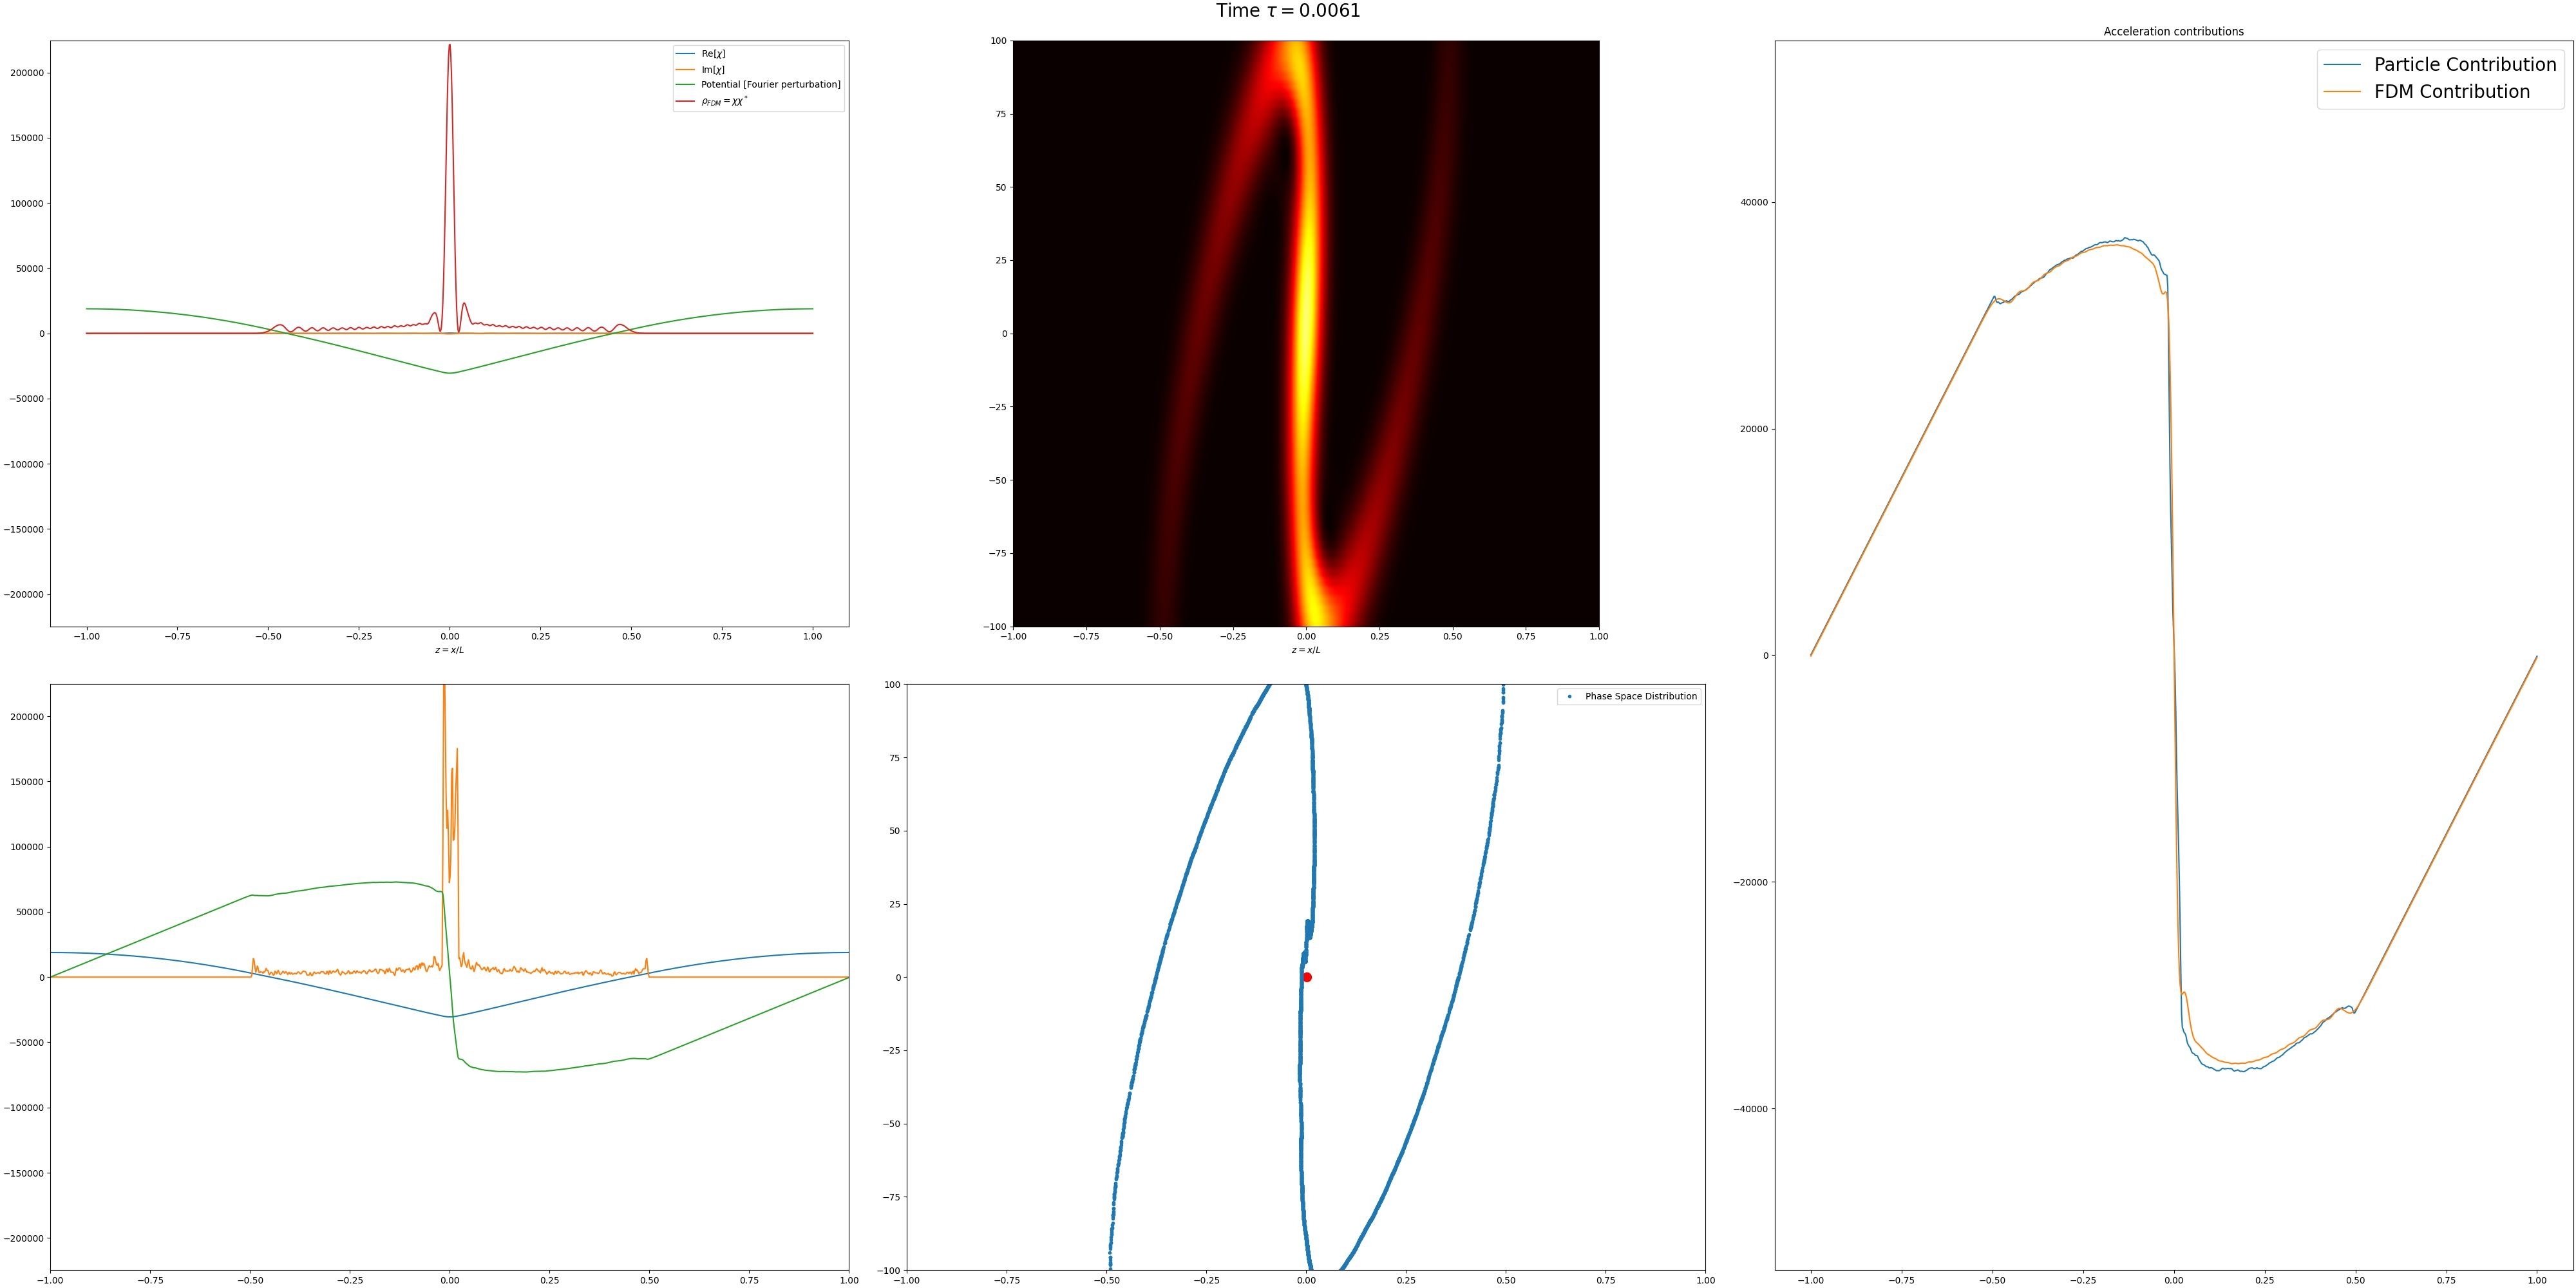 Time τ = 0.0061
Re[χ]
Im[χ]
Potential [Fourier perturbation]
ρ_FDM = χχ*
200000
150000
100000
50000
0
−50000
−100000
−150000
−200000
−1.00 −0.75 −0.50 −0.25 0.00 0.25 0.50 0.75 1.00
z = x/L
100
75
50
25
0
−25
−50
−75
−100
−1.00 −0.75 −0.50 −0.25 0.00 0.25 0.50 0.75 1.00
z = x/L
Acceleration contributions
Particle Contribution
FDM Contribution
40000
20000
0
−20000
−40000
−1.00 −0.75 −0.50 −0.25 0.00 0.25 0.50 0.75 1.00
200000
150000
100000
50000
0
−50000
−100000
−150000
−200000
−1.00 −0.75 −0.50 −0.25 0.00 0.25 0.50 0.75 1.00
Phase Space Distribution
100
75
50
25
0
−25
−50
−75
−100
−1.00 −0.75 −0.50 −0.25 0.00 0.25 0.50 0.75 1.00